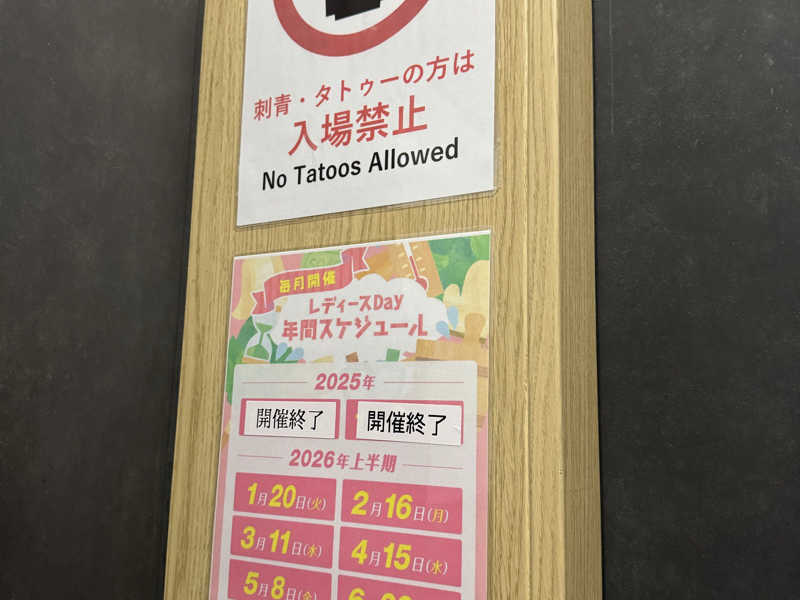 刺青・タトゥーの方は
入場禁止
No Tatoos Allowed
毎月開催
レディースDay
年間スケジュール
2025年
開催終了 開催終了
2026年上半期
1月20日(火) 2月16日(月)
3月11日(水) 4月15日(水)
5月8日(金)